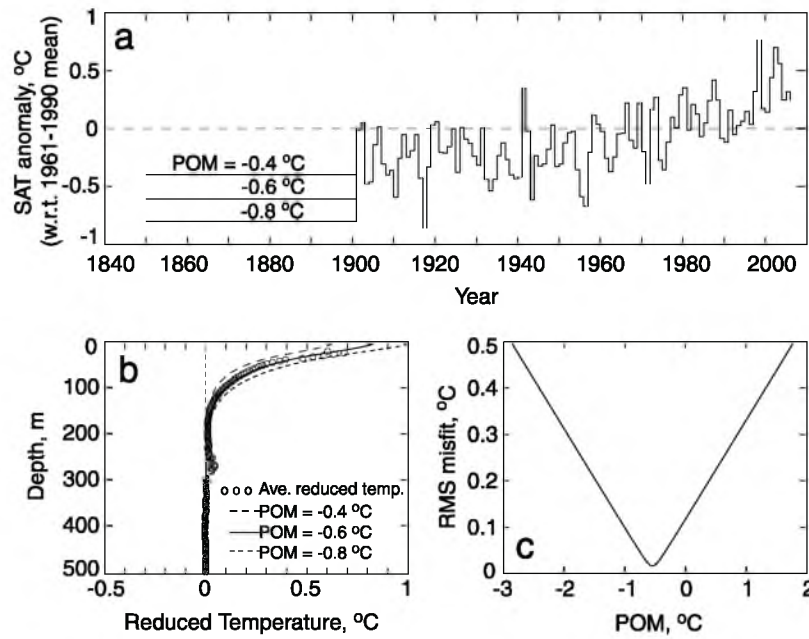 a
SAT anomaly, °C
(w.r.t. 1961-1990 mean)
1
0.5
0
-0.5
-1
POM = -0.4 °C
-0.6 °C
-0.8 °C
1840 1860 1880 1900 1920 1940 1960 1980 2000
Year
b
Depth, m
0
100
200
300
400
500
-0.5 0 0.5 1
Reduced Temperature, °C
Ave. reduced temp.
POM = -0.4 °C
POM = -0.6 °C
POM = -0.8 °C
c
RMS misfit, °C
0.5
0.4
0.3
0.2
0.1
0
-3 -2 -1 0 1 2
POM, °C